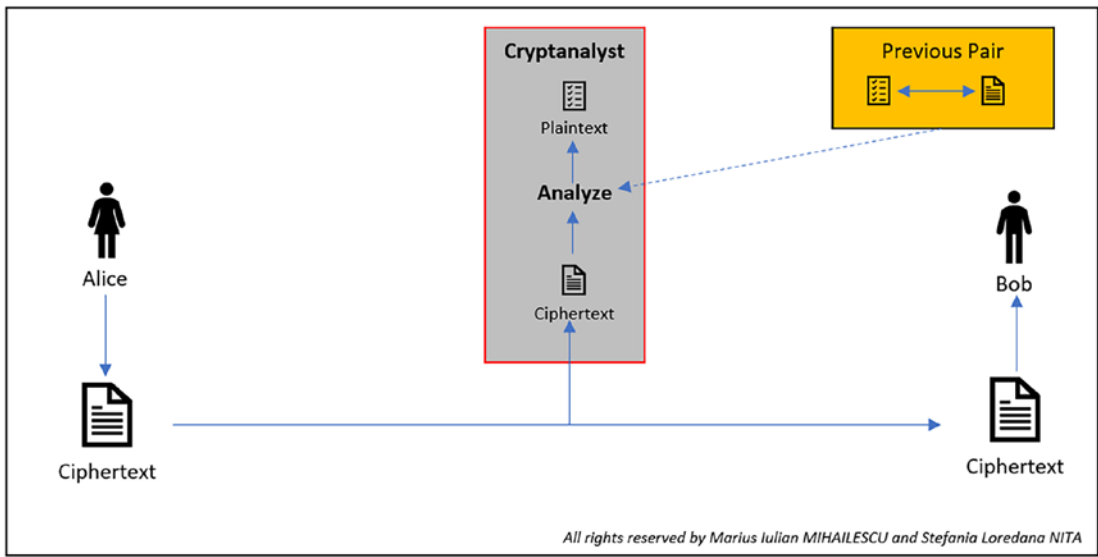 Cryptanalyst
Previous Pair
Plaintext
Analyze
Alice
Bob
Ciphertext
Ciphertext
Ciphertext
All rights reserved by Marius Iulian MIHAILESCU and Stefania Loredana NITA